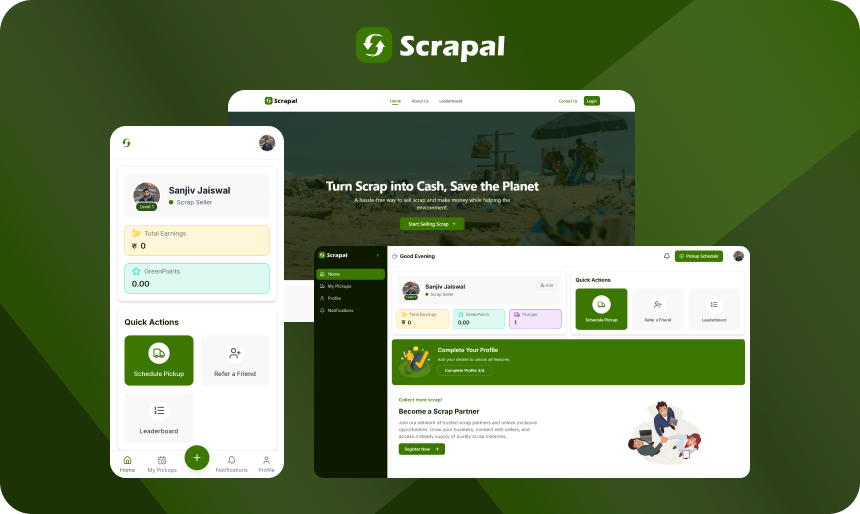 Scrapal
Scrapal
Home
About Us
Leaderboard
Contact Us
Login
Turn Scrap into Cash, Save the Planet
A hassle-free way to sell scrap and make money while helping the
environment.
Start Selling Scrap
Sanjiv Jaiswal
Level 1
Scrap Seller
Total Earnings
₹ 0
GreenPoints
0.00
Quick Actions
Schedule Pickup
Refer a Friend
Leaderboard
Home
My Pickups
Notifications
Profile
Scrapal
Home
My Pickups
Profile
Notifications
Good Evening
Pickup Schedule
Sanjiv Jaiswal
Scrap Seller
Level 1
0.00
Total Earnings
₹ 0
GreenPoints
0.00
Pickups
1
Quick Actions
Schedule Pickup
Refer a Friend
Leaderboard
Complete Your Profile
Add your details to unlock all features.
Complete Profile 3/4
Collect more scrap!
Become a Scrap Partner
Join our network of trusted scrap partners and unlock exclusive
opportunities. Grow your business, connect with sellers, and
access a steady supply of quality scrap materials.
Register Now